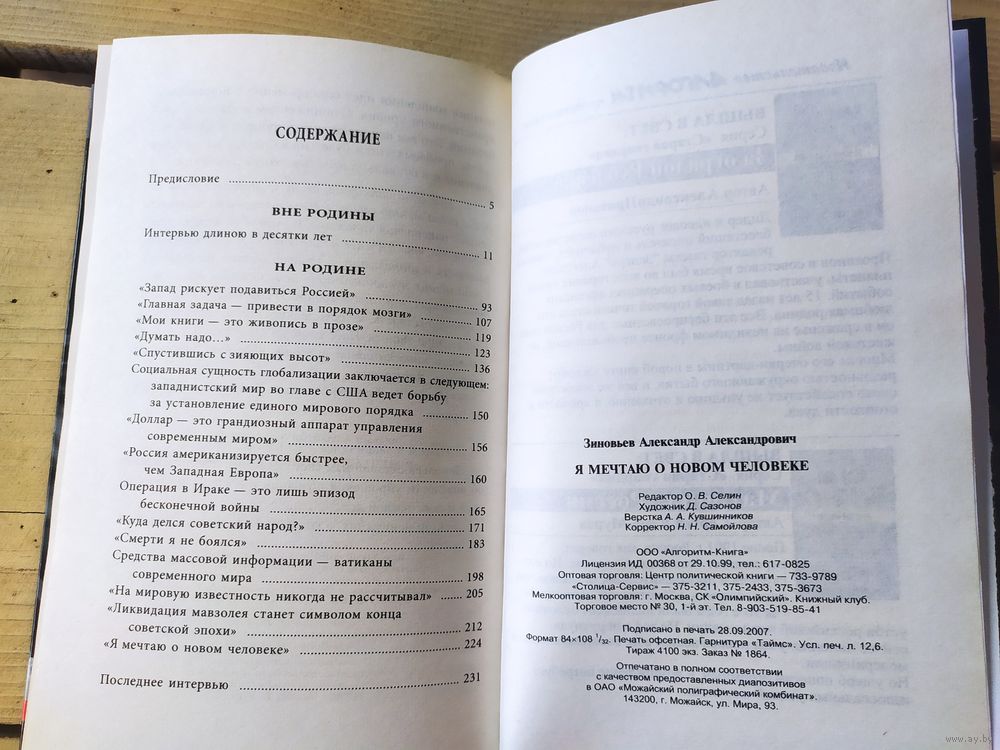 СОДЕРЖАНИЕ
Предисловие ........ 5
ВНЕ РОДИНЫ
Интервью длиною в десятки лет ........ 11
НА РОДИНЕ
«Запад рискует подавиться Россией» ........ 93
«Главная задача — привести в порядок мозги» ........ 107
«Мои книги — это живопись в прозе» ........ 119
«Думать надо...» ........ 123
«Спустившись с зияющих высот» ........ 136
Социальная сущность глобализации заключается в следующем:
западнистский мир во главе с США ведет борьбу
за установление единого мирового порядка ........ 150
«Доллар — это грандиозный аппарат управления
современным миром» ........ 156
«Россия американизируется быстрее,
чем Западная Европа» ........ 160
Операция в Ираке — это лишь эпизод
бесконечной войны ........ 165
«Куда делся советский народ?» ........ 171
«Смерти я не боялся» ........ 183
Средства массовой информации — ватиканы
современного мира ........ 198
«На мировую известность никогда не рассчитывал» ...... 205
«Ликвидация мавзолея станет символом конца
советской эпохи» ........ 212
«Я мечтаю о новом человеке» ........ 224
Последнее интервью ........ 231
Зиновьев Александр Александрович
Я МЕЧТАЮ О НОВОМ ЧЕЛОВЕКЕ
Редактор О. В. Селин
Художник Д. Сазонов
Верстка А. А. Кувшинников
Корректор Н. Н. Самойлова
ООО «Алгоритм-Книга»
Лицензия ИД 00368 от 29.10.99, тел.: 617-0825
Оптовая торговля: Центр политической книги — 733-9789
«Столица-Сервис» — 375-3211, 375-2433, 375-3673
Мелкооптовая торговля: г. Москва, СК «Олимпийский». Книжный клуб.
Торговое место № 30, 1-й эт. Тел. 8-903-519-85-41
Подписано в печать 28.09.2007.
Формат 84×108 1/32. Печать офсетная. Гарнитура «Таймс». Усл. печ. л. 12,6.
Тираж 4100 экз. Заказ № 1864.
Отпечатано в полном соответствии
с качеством предоставленных диапозитивов
в ОАО «Можайский полиграфический комбинат».
143200, г. Можайск, ул. Мира, 93.
www.ay.by